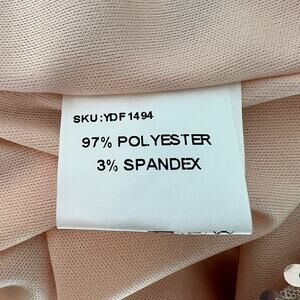 SKU:YDF1494
97% POLYESTER
3% SPANDEX